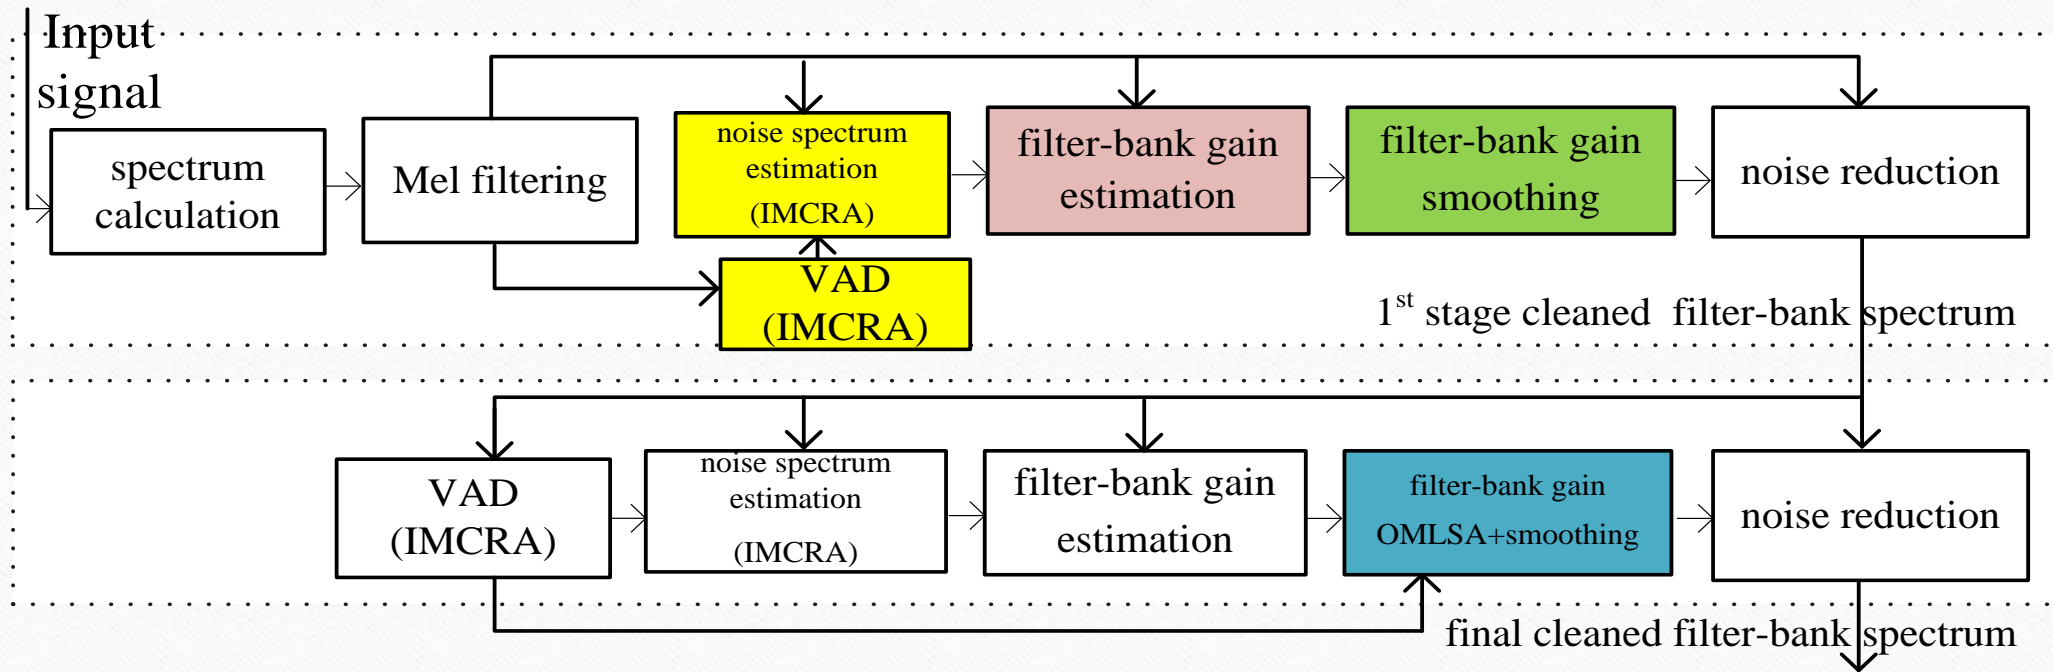 Input
signal
spectrum
calculation
Mel filtering
noise spectrum
estimation
(IMCRA)
VAD
(IMCRA)
filter-bank gain
estimation
filter-bank gain
smoothing
noise reduction
1st stage cleaned filter-bank spectrum
VAD
(IMCRA)
noise spectrum
estimation
(IMCRA)
filter-bank gain
estimation
filter-bank gain
OMLSA+smoothing
noise reduction
final cleaned filter-bank spectrum